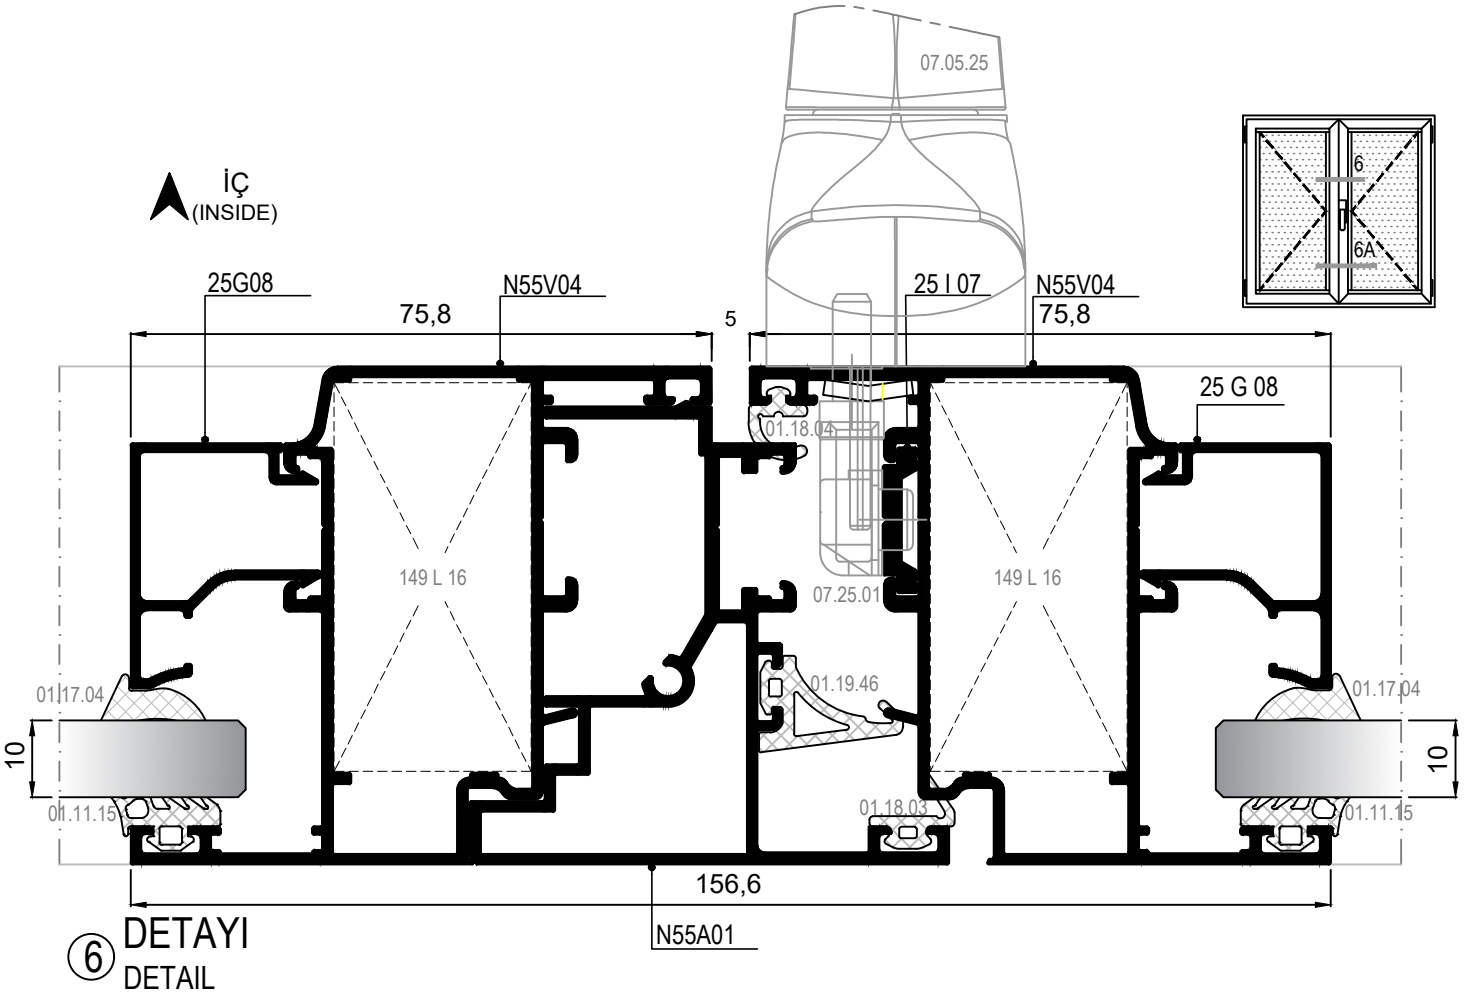 07.05.25
6
6A
İÇ
(INSIDE)
25G08
N55V04
25 I 07
N55V04
75,8
5
75,8
25 G 08
01.18.04
149 L 16
149 L 16
07.25.01
01.17.04
01.19.46
01.17.04
10
10
01.11.15
01.18.03
01.11.15
156,6
N55A01
6 DETAYI
DETAIL